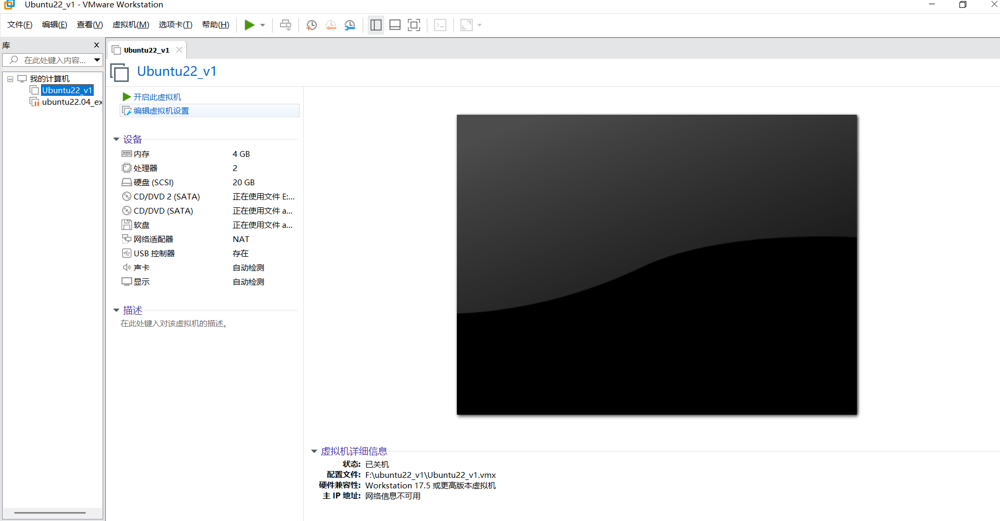 Ubuntu22_v1 - VMware Workstation
文件(F) 编辑(E) 查看(V) 虚拟机(M) 选项卡(T) 帮助(H)
库
在此处键入内容...
我的计算机
Ubuntu22_v1
ubuntu22.04_ex
Ubuntu22_v1
Ubuntu22_v1
开启此虚拟机
编辑虚拟机设置
设备
内存 4 GB
处理器 2
硬盘 (SCSI) 20 GB
CD/DVD 2 (SATA) 正在使用文件 E:...
CD/DVD (SATA) 正在使用文件 a...
软盘 正在使用文件 a...
网络适配器 NAT
USB 控制器 存在
声卡 自动检测
显示 自动检测
描述
在此处键入对该虚拟机的描述。
虚拟机详细信息
状态: 已关机
配置文件: F:\ubuntu22_v1\Ubuntu22_v1.vmx
硬件兼容性: Workstation 17.5 或更高版本虚拟机
主 IP 地址: 网络信息不可用